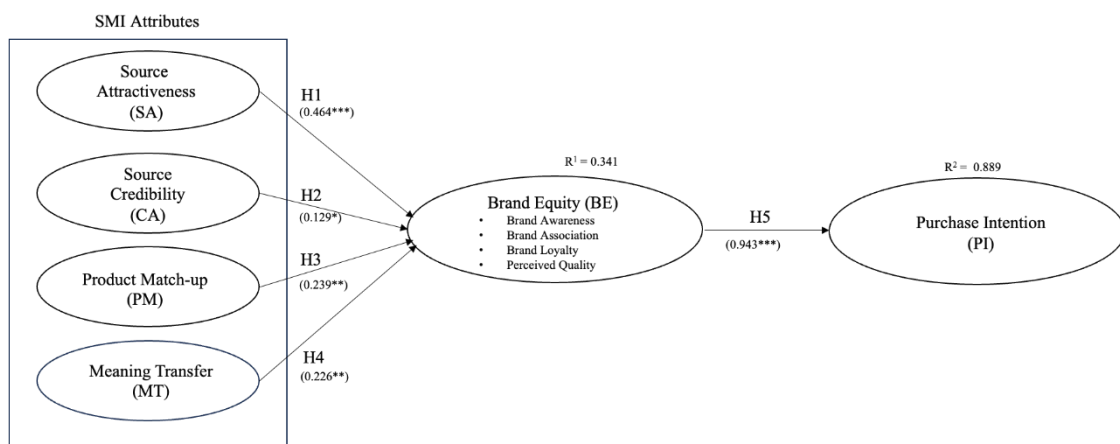 SMI Attributes
Source
Attractiveness
(SA)
H1
(0.464***)
Source
Credibility
(CA)
H2
(0.129*)
Product Match-up
(PM)
H3
(0.239**)
Meaning Transfer
(MT)
H4
(0.226**)
R¹ = 0.341
Brand Equity (BE)
• Brand Awareness
• Brand Association
• Brand Loyalty
• Perceived Quality
H5
(0.943***)
R² = 0.889
Purchase Intention
(PI)